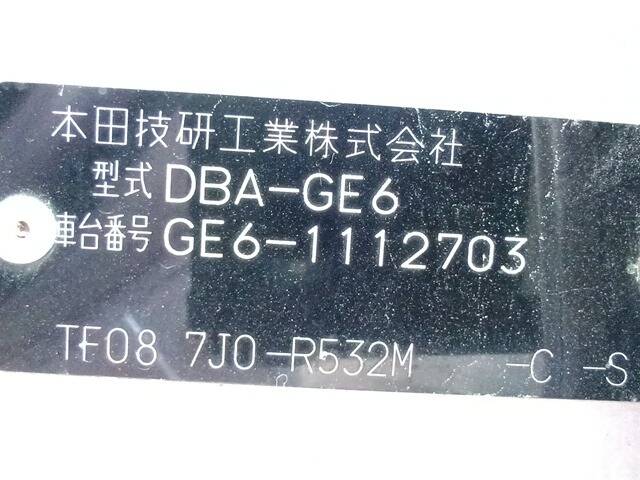 本田技研工業株式会社
型式 DBA-GE6
車台番号 GE6-1112703
TF08 7J0-R532M -C -S